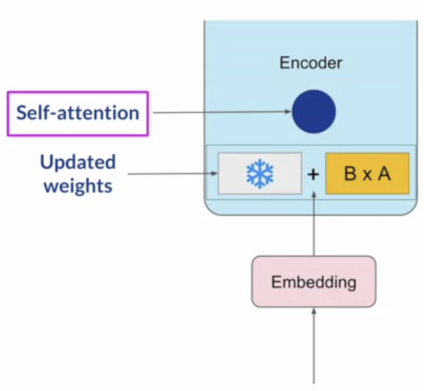 Encoder
Self-attention
Updated
weights
+
B x A
Embedding